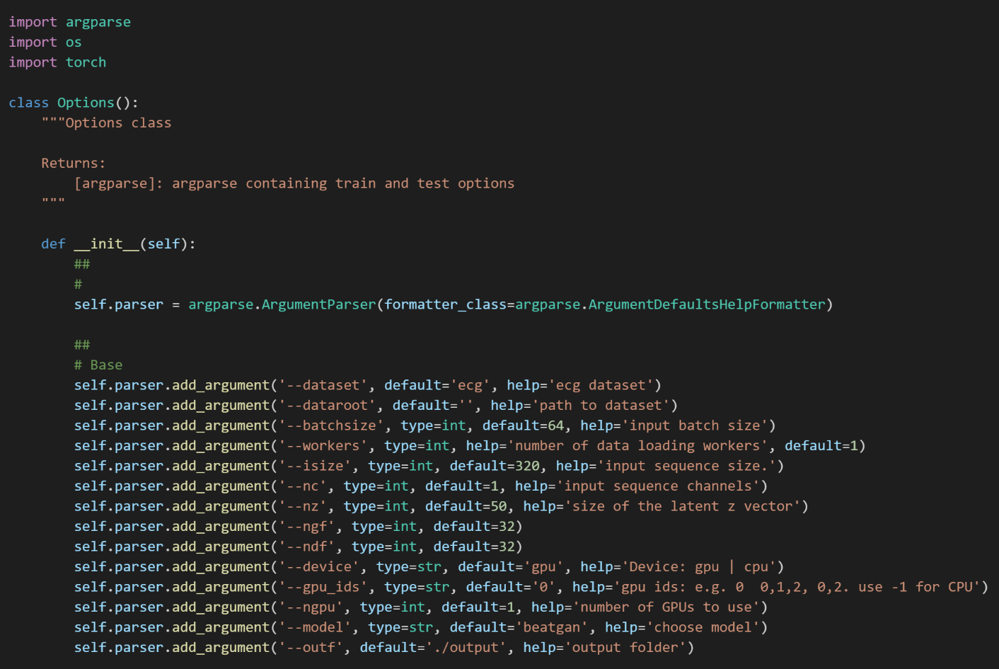 import argparse
import os
import torch

class Options():
    """Options class

    Returns:
        [argparse]: argparse containing train and test options
    """

    def __init__(self):
        ##
        #
        self.parser = argparse.ArgumentParser(formatter_class=argparse.ArgumentDefaultsHelpFormatter)

        ##
        # Base
        self.parser.add_argument('--dataset', default='ecg', help='ecg dataset')
        self.parser.add_argument('--dataroot', default='', help='path to dataset')
        self.parser.add_argument('--batchsize', type=int, default=64, help='input batch size')
        self.parser.add_argument('--workers', type=int, help='number of data loading workers', default=1)
        self.parser.add_argument('--isize', type=int, default=320, help='input sequence size.')
        self.parser.add_argument('--nc', type=int, default=1, help='input sequence channels')
        self.parser.add_argument('--nz', type=int, default=50, help='size of the latent z vector')
        self.parser.add_argument('--ngf', type=int, default=32)
        self.parser.add_argument('--ndf', type=int, default=32)
        self.parser.add_argument('--device', type=str, default='gpu', help='Device: gpu | cpu')
        self.parser.add_argument('--gpu_ids', type=str, default='0', help='gpu ids: e.g. 0  0,1,2, 0,2. use -1 for CPU')
        self.parser.add_argument('--ngpu', type=int, default=1, help='number of GPUs to use')
        self.parser.add_argument('--model', type=str, default='beatgan', help='choose model')
        self.parser.add_argument('--outf', default='./output', help='output folder')